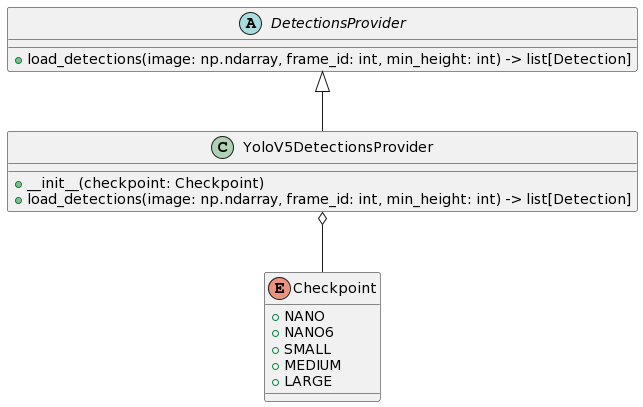 A DetectionsProvider
load_detections(image: np.ndarray, frame_id: int, min_height: int) -> list[Detection]
C YoloV5DetectionsProvider
__init__(checkpoint: Checkpoint)
load_detections(image: np.ndarray, frame_id: int, min_height: int) -> list[Detection]
E Checkpoint
NANO
NANO6
SMALL
MEDIUM
LARGE